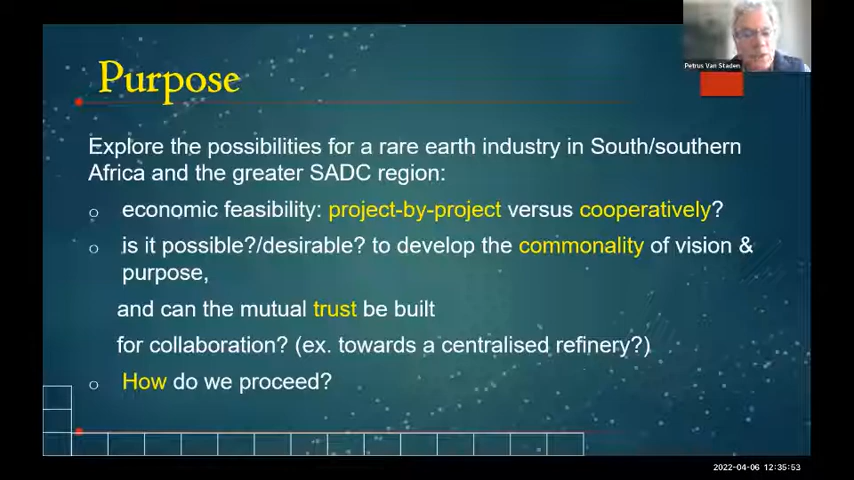 Purpose
Petrus Van Staden
Explore the possibilities for a rare earth industry in South/southern
Africa and the greater SADC region:
o economic feasibility: project-by-project versus cooperatively?
o is it possible?/desirable? to develop the commonality of vision &
purpose,
and can the mutual trust be built
for collaboration? (ex. towards a centralised refinery?)
o How do we proceed?
2022-04-06 12:35:53